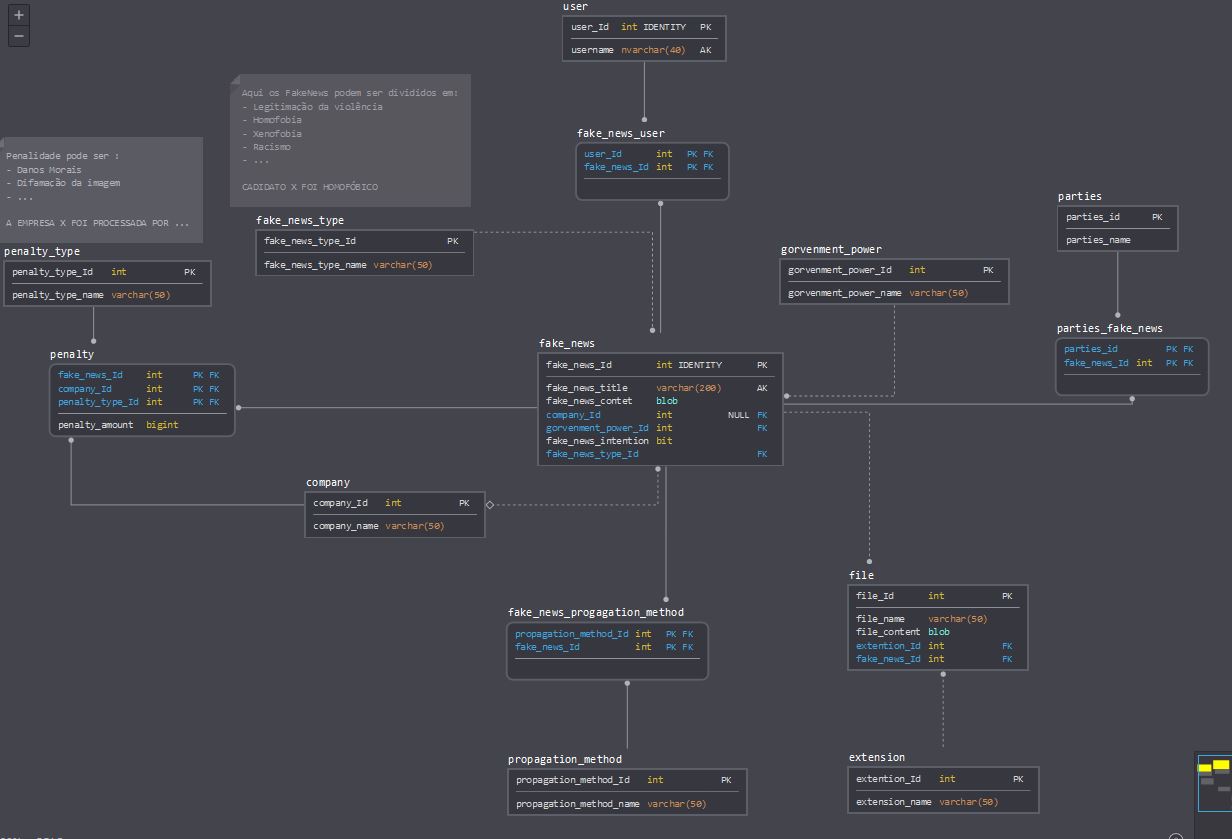 +
-
user
user_Id int IDENTITY PK
username nvarchar(40) AK
Aqui os FakeNews podem ser divididos em:
- Legitimação da violência
- Homofobia
- Xenofobia
- Racismo
- ...
CADIDATO X FOI HOMOFÓBICO
fake_news_user
user_Id int PK FK
fake_news_Id int PK FK
Penalidade pode ser :
- Danos Morais
- Difamação da imagem
- ...
A EMPRESA X FOI PROCESSADA POR ...
parties
parties_id PK
parties_name
fake_news_type
fake_news_type_Id PK
fake_news_type_name varchar(50)
penalty_type
penalty_type_Id int PK
penalty_type_name varchar(50)
gorvenment_power
gorvenment_power_Id int PK
gorvenment_power_name varchar(50)
parties_fake_news
parties_id PK FK
fake_news_Id int PK FK
fake_news
fake_news_Id int IDENTITY PK
fake_news_title varchar(200) AK
fake_news_contet blob
company_Id int NULL FK
gorvenment_power_Id int FK
fake_news_intention bit
fake_news_type_Id FK
penalty
fake_news_Id int PK FK
company_Id int PK FK
penalty_type_Id int PK FK
penalty_amount bigint
company
company_Id int PK
company_name varchar(50)
file
file_Id int PK
file_name varchar(50)
file_content blob
extention_Id int FK
fake_news_Id int FK
fake_news_progagation_method
propagation_method_Id int PK FK
fake_news_Id int PK FK
propagation_method
propagation_method_Id int PK
propagation_method_name varchar(50)
extension
extention_Id int PK
extension_name varchar(50)